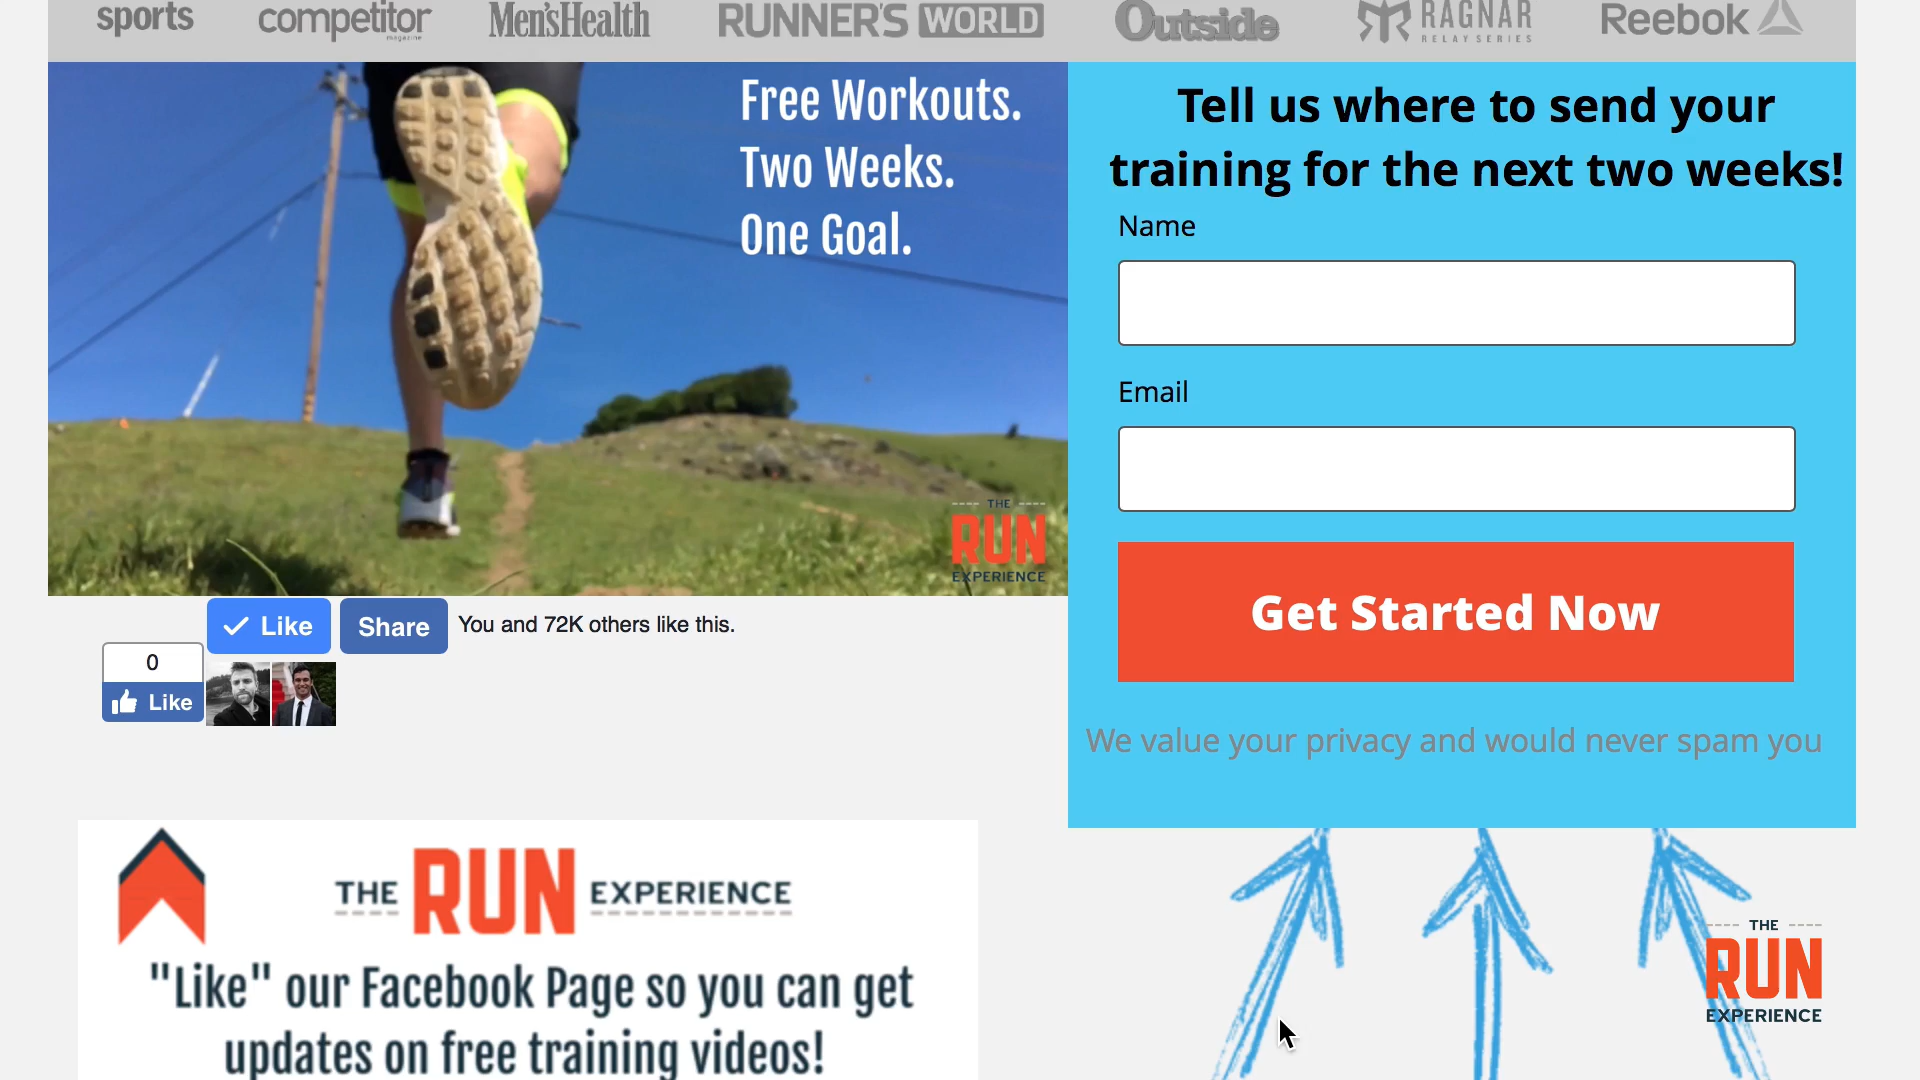 sports
competitor
magazine
Men'sHealth
RUNNER'S WORLD
Outside
RAGNAR
RELAY SERIES
Reebok
Free Workouts.
Two Weeks.
One Goal.
THE
RUN
EXPERIENCE
Tell us where to send your
training for the next two weeks!
Name
Email
Get Started Now
We value your privacy and would never spam you
Like
Share
You and 72K others like this.
0
Like
THE RUN EXPERIENCE
"Like" our Facebook Page so you can get
updates on free training videos!
THE
RUN
EXPERIENCE